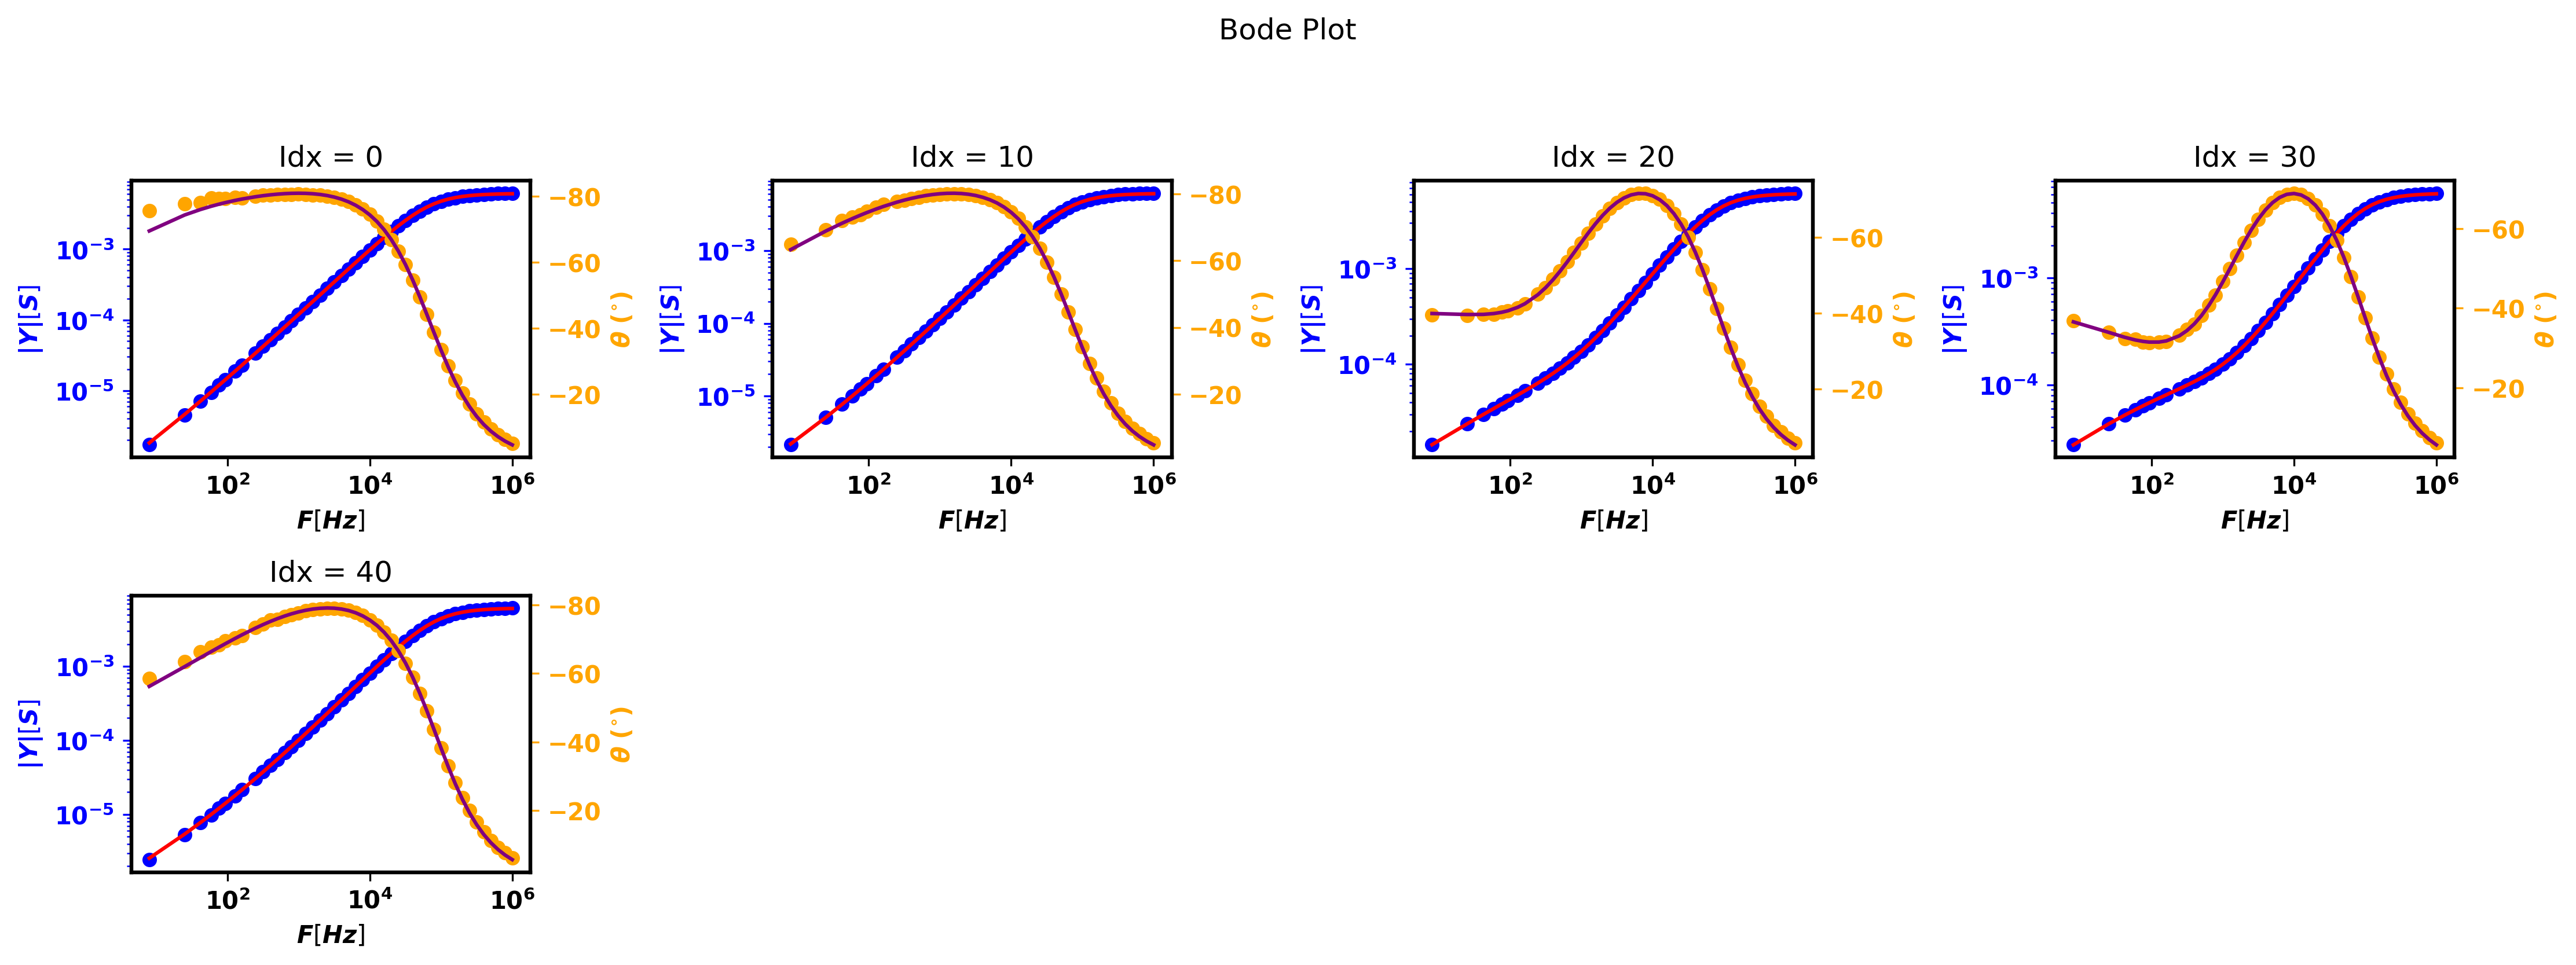 Bode Plot
Idx = 0
|Y|[S]
10⁻³
10⁻⁴
10⁻⁵
−80
−60
−40
−20
θ (°)
10² 10⁴ 10⁶
F[Hz]
Idx = 10
|Y|[S]
10⁻³
10⁻⁴
10⁻⁵
−80
−60
−40
−20
θ (°)
10² 10⁴ 10⁶
F[Hz]
Idx = 20
|Y|[S]
10⁻³
10⁻⁴
−60
−40
−20
θ (°)
10² 10⁴ 10⁶
F[Hz]
Idx = 30
|Y|[S]
10⁻³
10⁻⁴
−60
−40
−20
θ (°)
10² 10⁴ 10⁶
F[Hz]
Idx = 40
|Y|[S]
10⁻³
10⁻⁴
10⁻⁵
−80
−60
−40
−20
θ (°)
10² 10⁴ 10⁶
F[Hz]